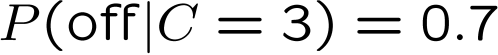 P(off|C = 3) = 0.7